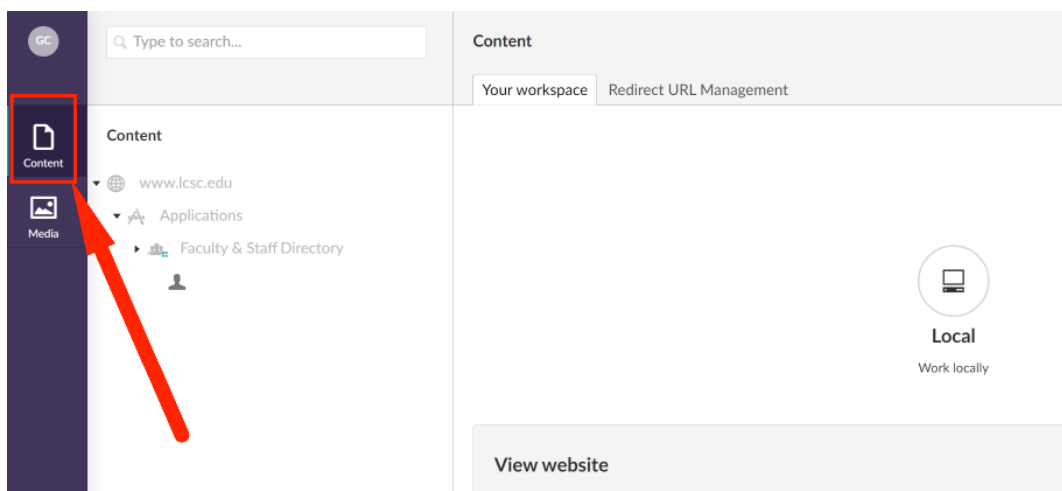 GC
Type to search...
Content
Your workspace Redirect URL Management
Content
Media
Content
www.lcsc.edu
Applications
Faculty & Staff Directory
Local
Work locally
View website